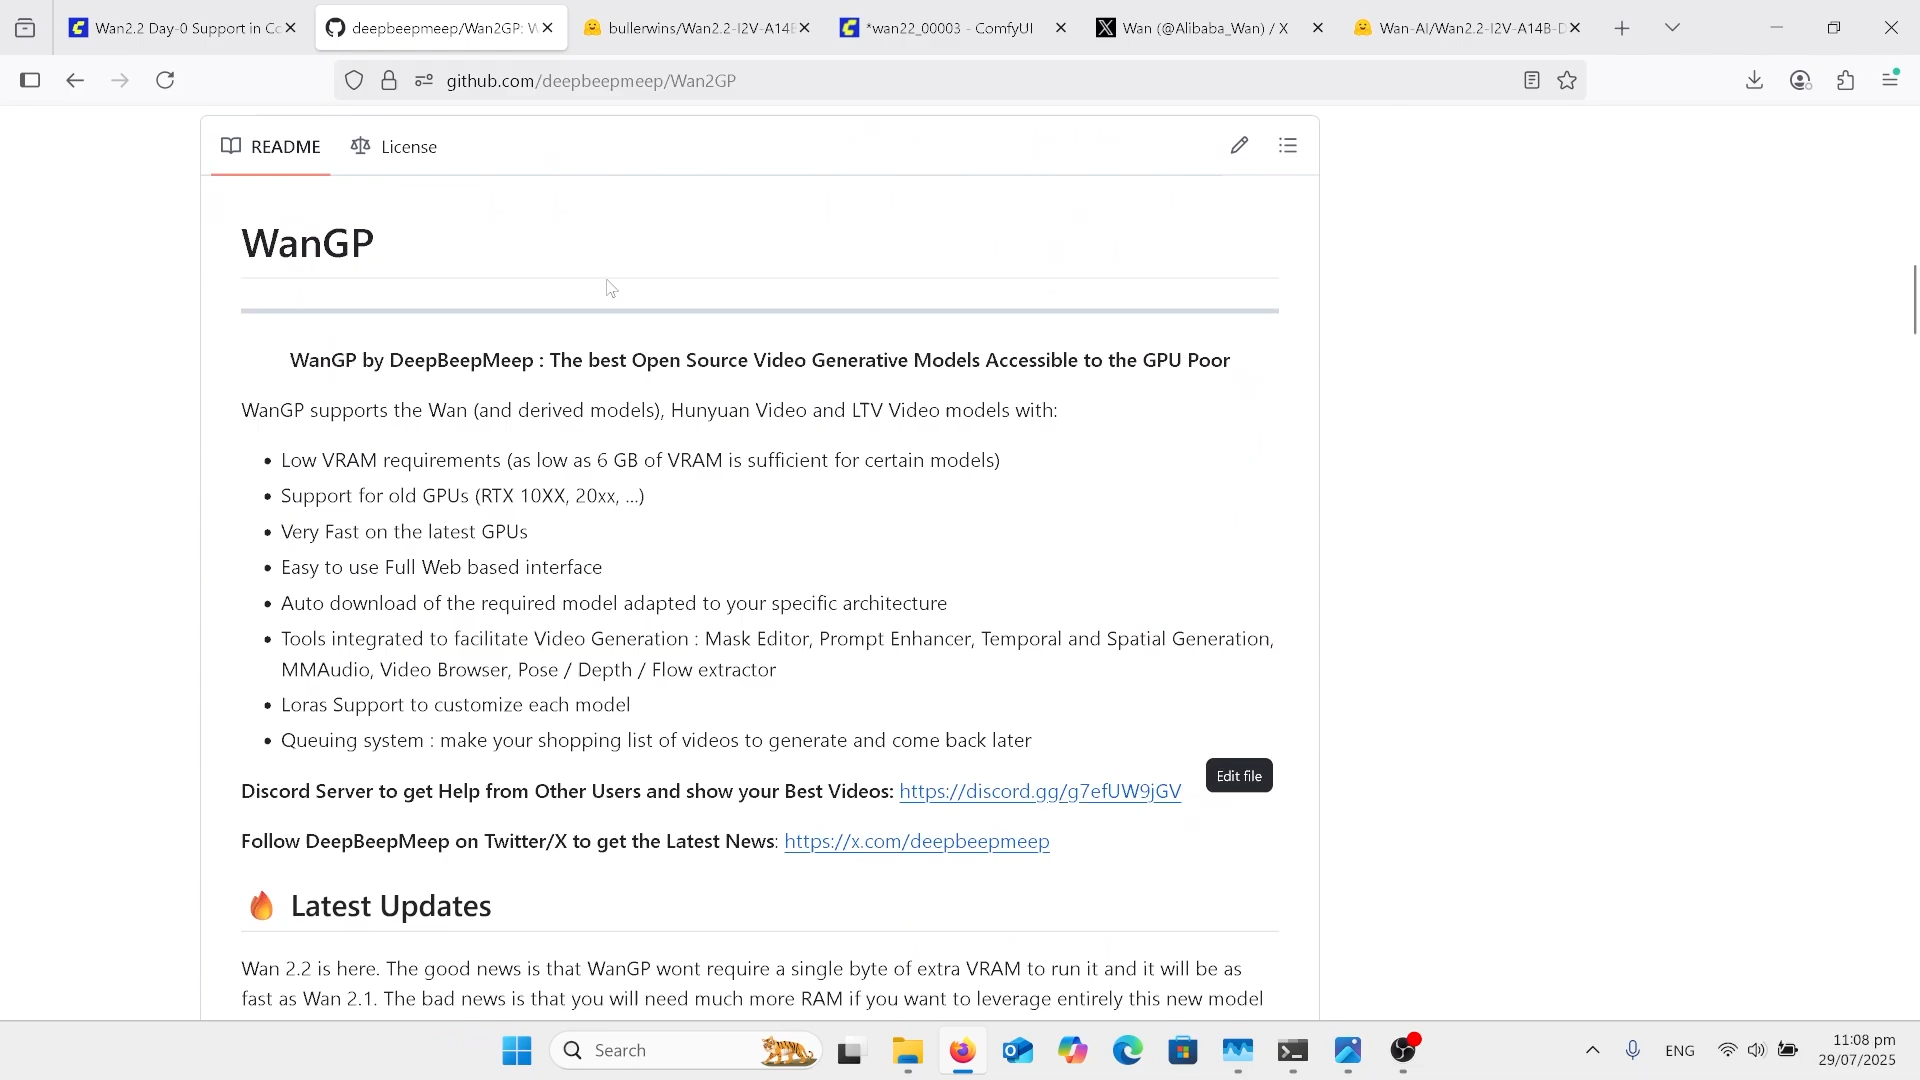 Wan2.2 Day-0 Support in Cc
deepbeepmeep/Wan2GP: W
bullerwins/Wan2.2-I2V-A14B
*wan22_00003 - ComfyUI
Wan (@Alibaba_Wan) / X
Wan-AI/Wan2.2-I2V-A14B-D
github.com/deepbeepmeep/Wan2GP
README
License
WanGP
WanGP by DeepBeepMeep : The best Open Source Video Generative Models Accessible to the GPU Poor
WanGP supports the Wan (and derived models), Hunyuan Video and LTV Video models with:
• Low VRAM requirements (as low as 6 GB of VRAM is sufficient for certain models)
• Support for old GPUs (RTX 10XX, 20xx, ...)
• Very Fast on the latest GPUs
• Easy to use Full Web based interface
• Auto download of the required model adapted to your specific architecture
• Tools integrated to facilitate Video Generation : Mask Editor, Prompt Enhancer, Temporal and Spatial Generation,
MMAudio, Video Browser, Pose / Depth / Flow extractor
• Loras Support to customize each model
• Queuing system : make your shopping list of videos to generate and come back later
Edit file
Discord Server to get Help from Other Users and show your Best Videos: https://discord.gg/g7efUW9jGV
Follow DeepBeepMeep on Twitter/X to get the Latest News: https://x.com/deepbeepmeep
🔥 Latest Updates
Wan 2.2 is here. The good news is that WanGP wont require a single byte of extra VRAM to run it and it will be as
fast as Wan 2.1. The bad news is that you will need much more RAM if you want to leverage entirely this new model
Search
ENG
11:08 pm
29/07/2025